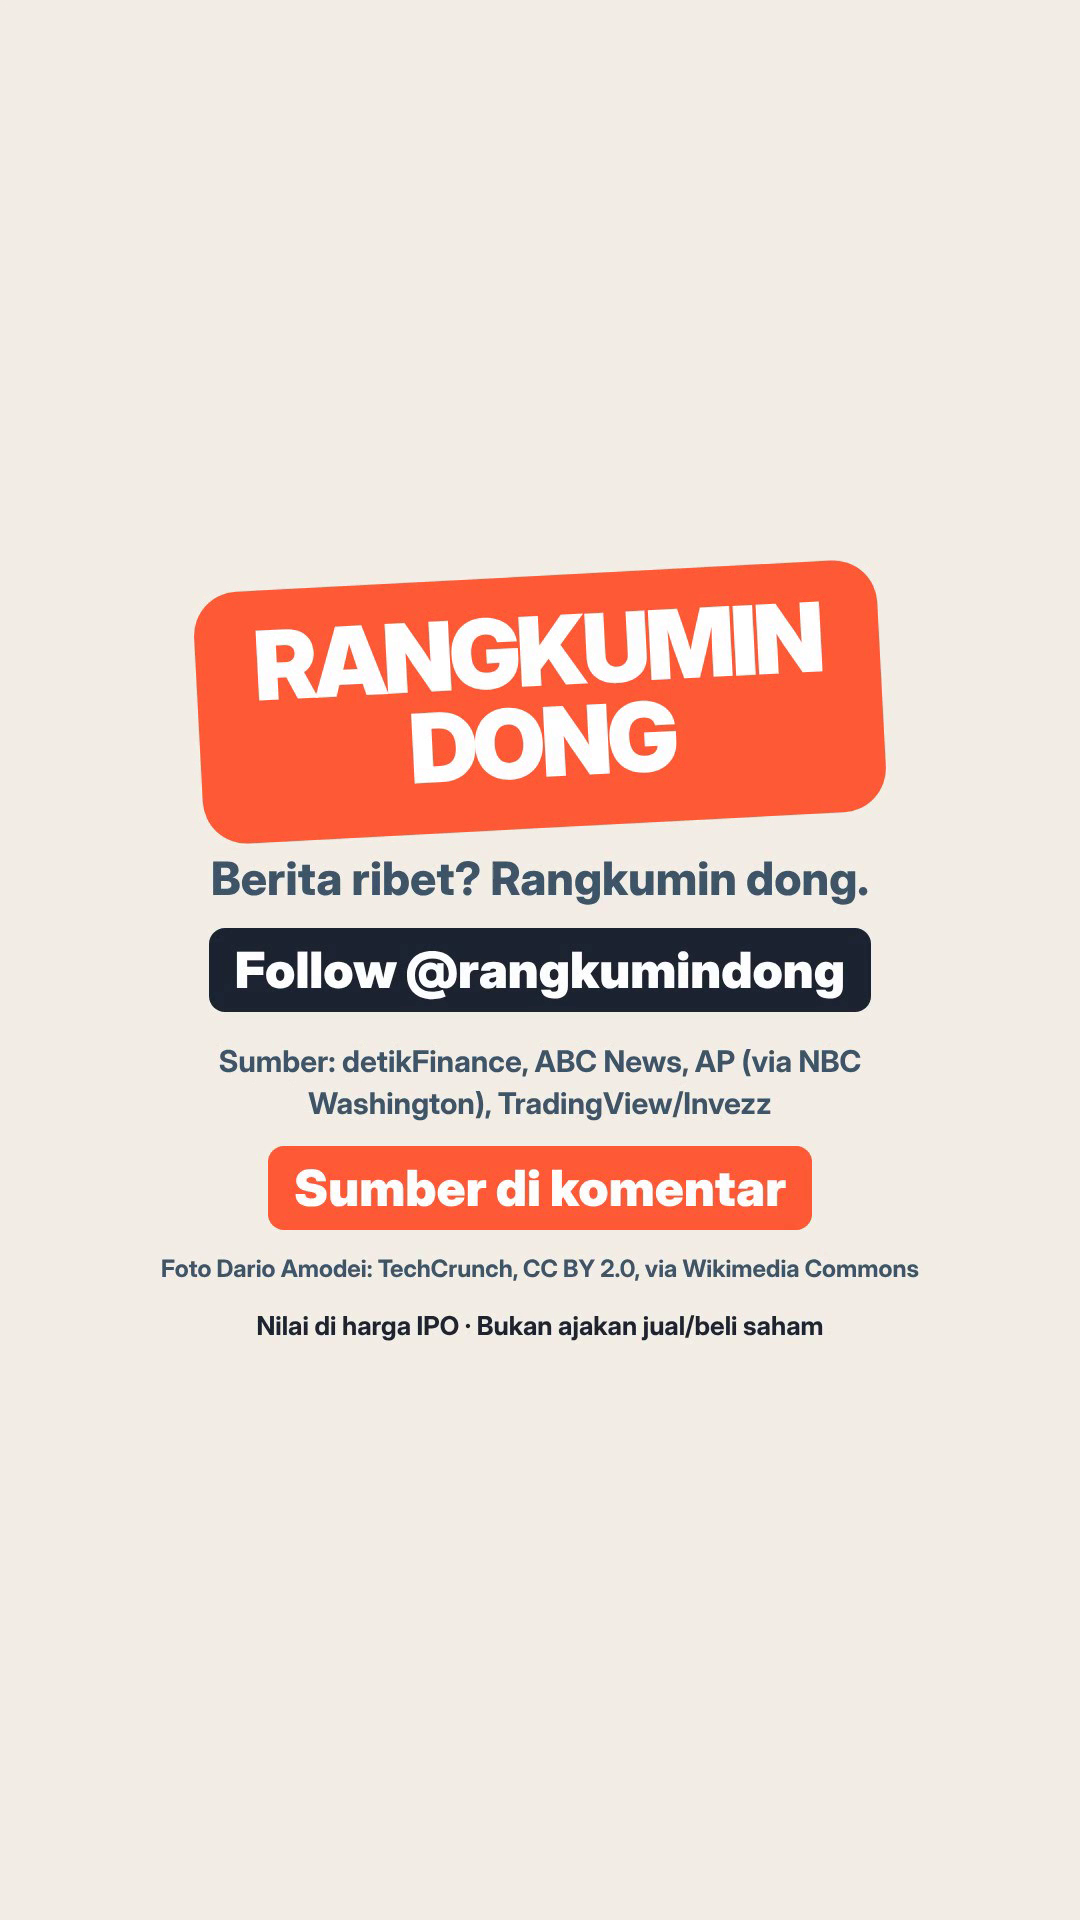 RANGKUMIN
DONG
Berita ribet? Rangkumin dong.
Follow @rangkumindong
Sumber: detikFinance, ABC News, AP (via NBC
Washington), TradingView/Invezz
Sumber di komentar
Foto Dario Amodei: TechCrunch, CC BY 2.0, via Wikimedia Commons
Nilai di harga IPO · Bukan ajakan jual/beli saham